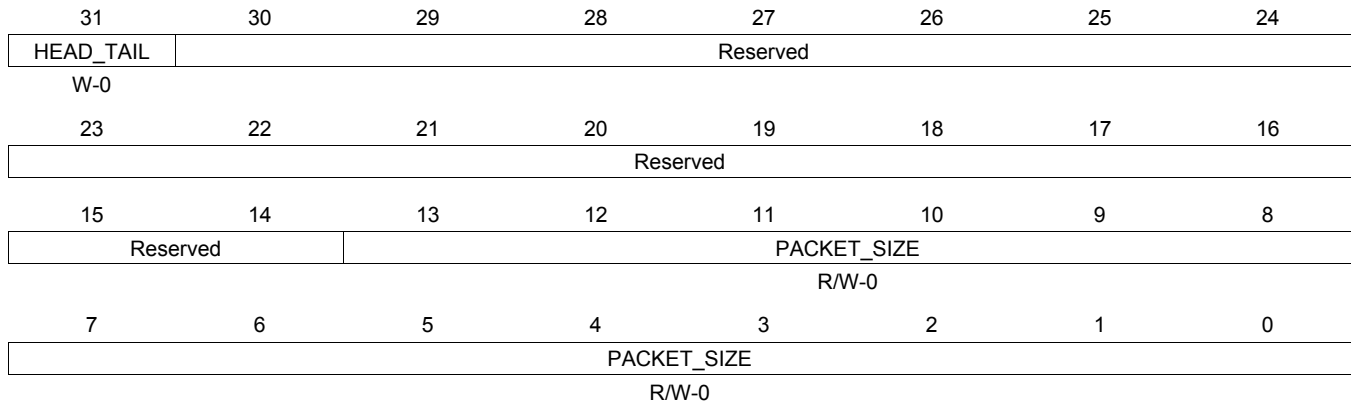 31 30 29 28 27 26 25 24
HEAD_TAIL Reserved
W-0
23 22 21 20 19 18 17 16
Reserved
15 14 13 12 11 10 9 8
Reserved PACKET_SIZE
R/W-0
7 6 5 4 3 2 1 0
PACKET_SIZE
R/W-0